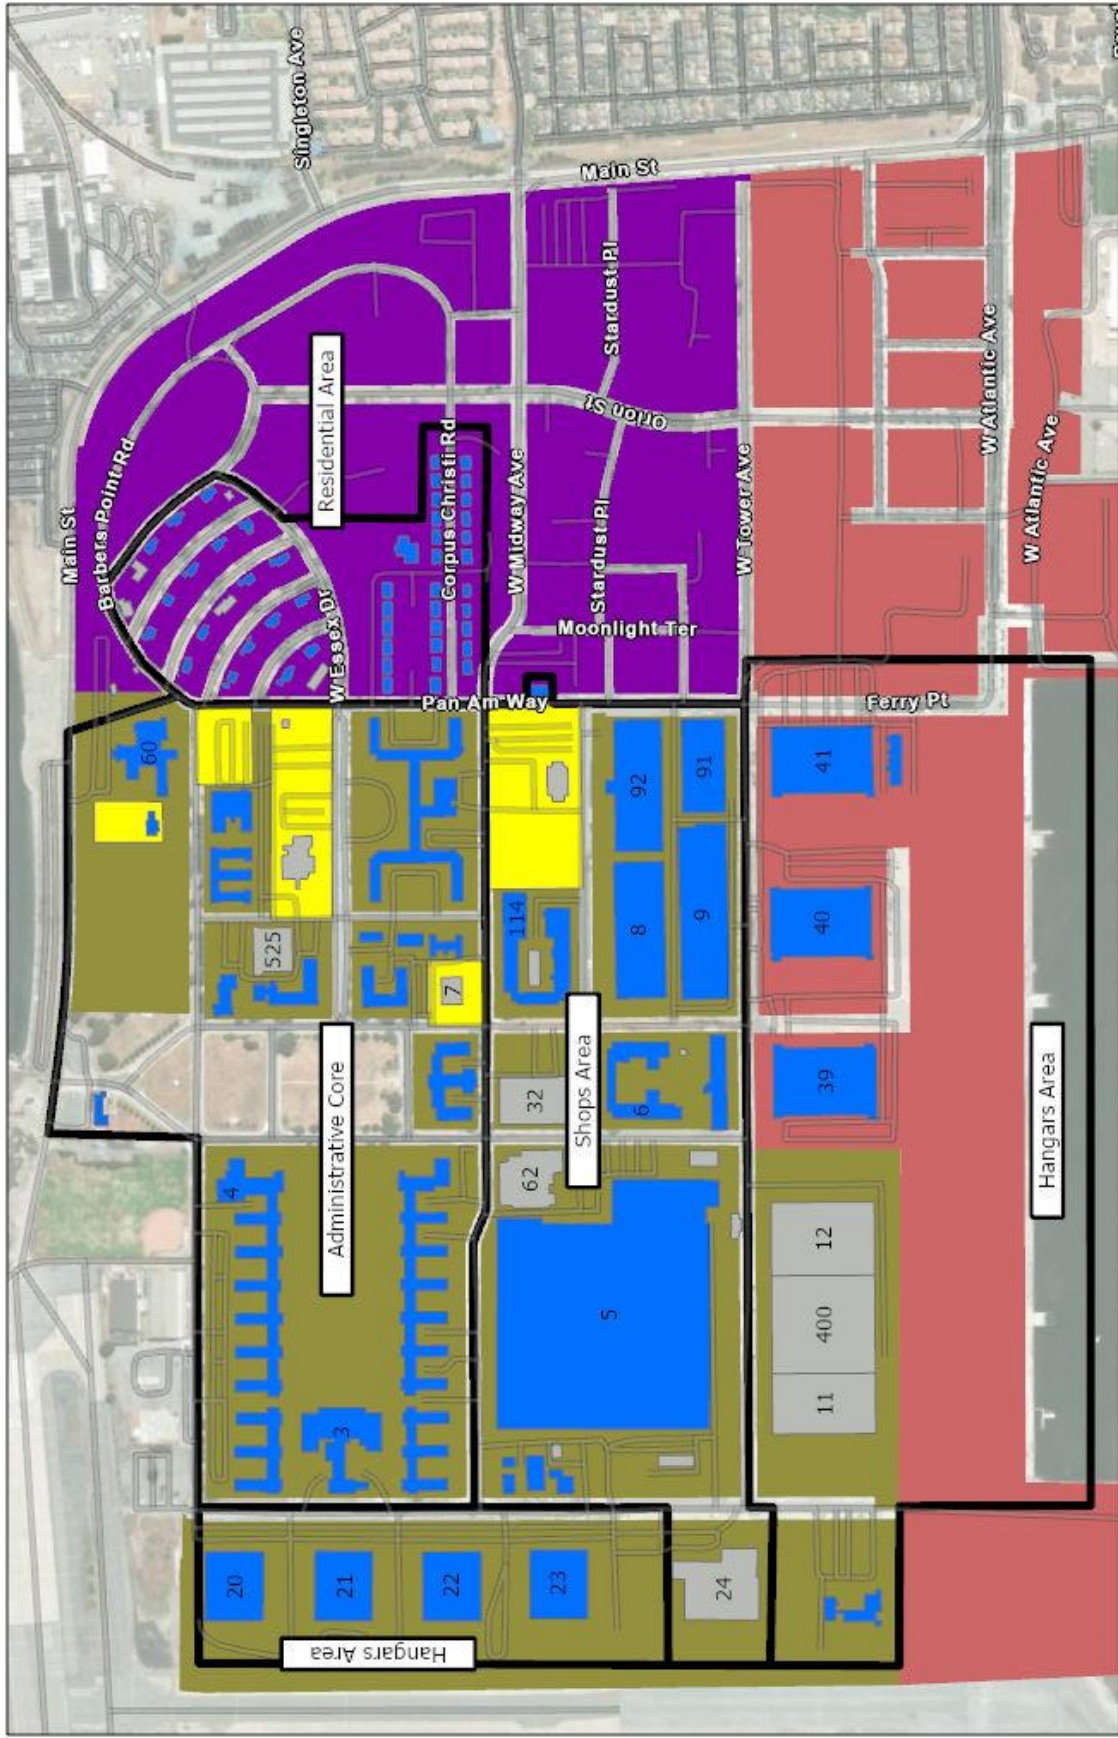 Singleton Ave
Main St
Main St
Barbers Point Rd
Residential Area
Stardust Pl
Orion St
Corpus Christi Rd
W Midway Ave
Stardust Pl
W Tower Ave
W Atlantic Ave
W Atlantic Ave
W Essex Dr
Moonlight Ter
Pan Am Way
Ferry Pt
60
92
91
41
525
7
114
8
9
40
Administrative Core
32
Shops Area
6
39
Hangars Area
4
62
5
12
400
11
3
20
21
22
23
24
Hangars Area